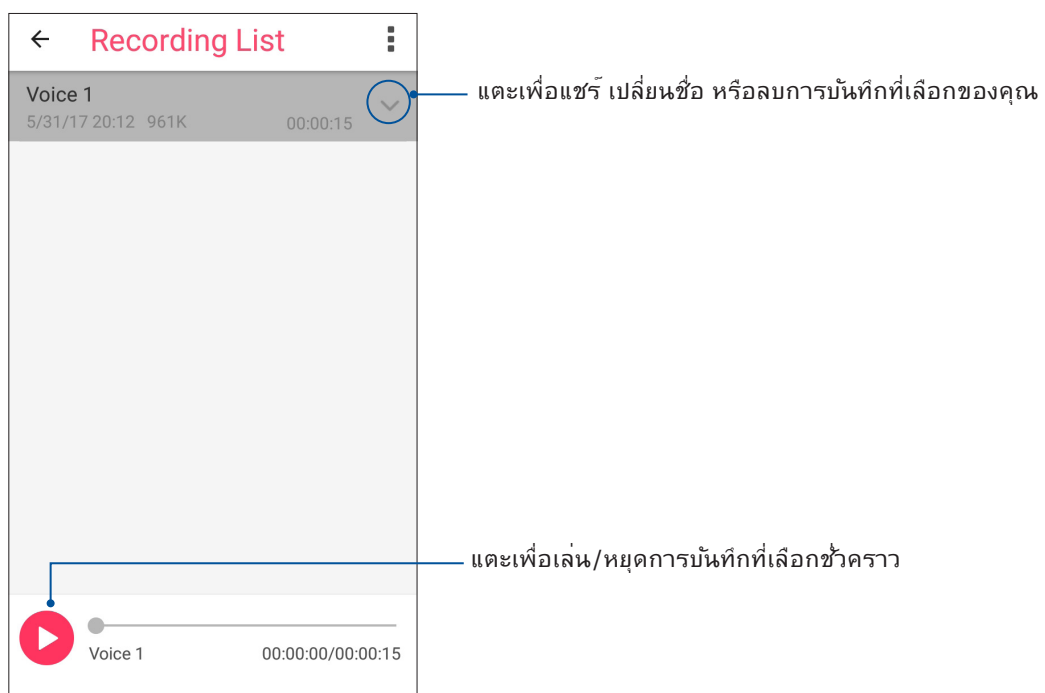 Recording List
Voice 1
แตะเพื่อแชร์ เปลี่ยนชื่อ หรือลบการบันทึกที่เลือกของคุณ
5/31/17 20:12 961K 00:00:15
แตะเพื่อเล่น/หยุดการบันทึกที่เลือกชั่วคราว
Voice 1 00:00:00/00:00:15